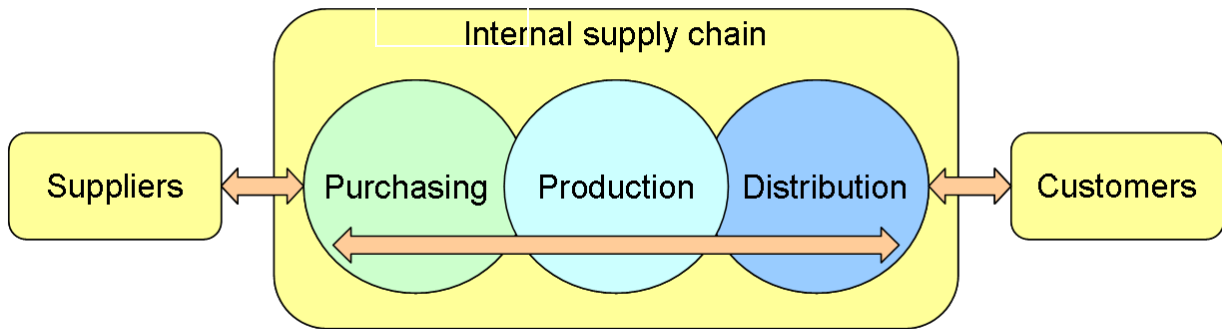 Internal supply chain
Suppliers
Purchasing
Production
Distribution
Customers